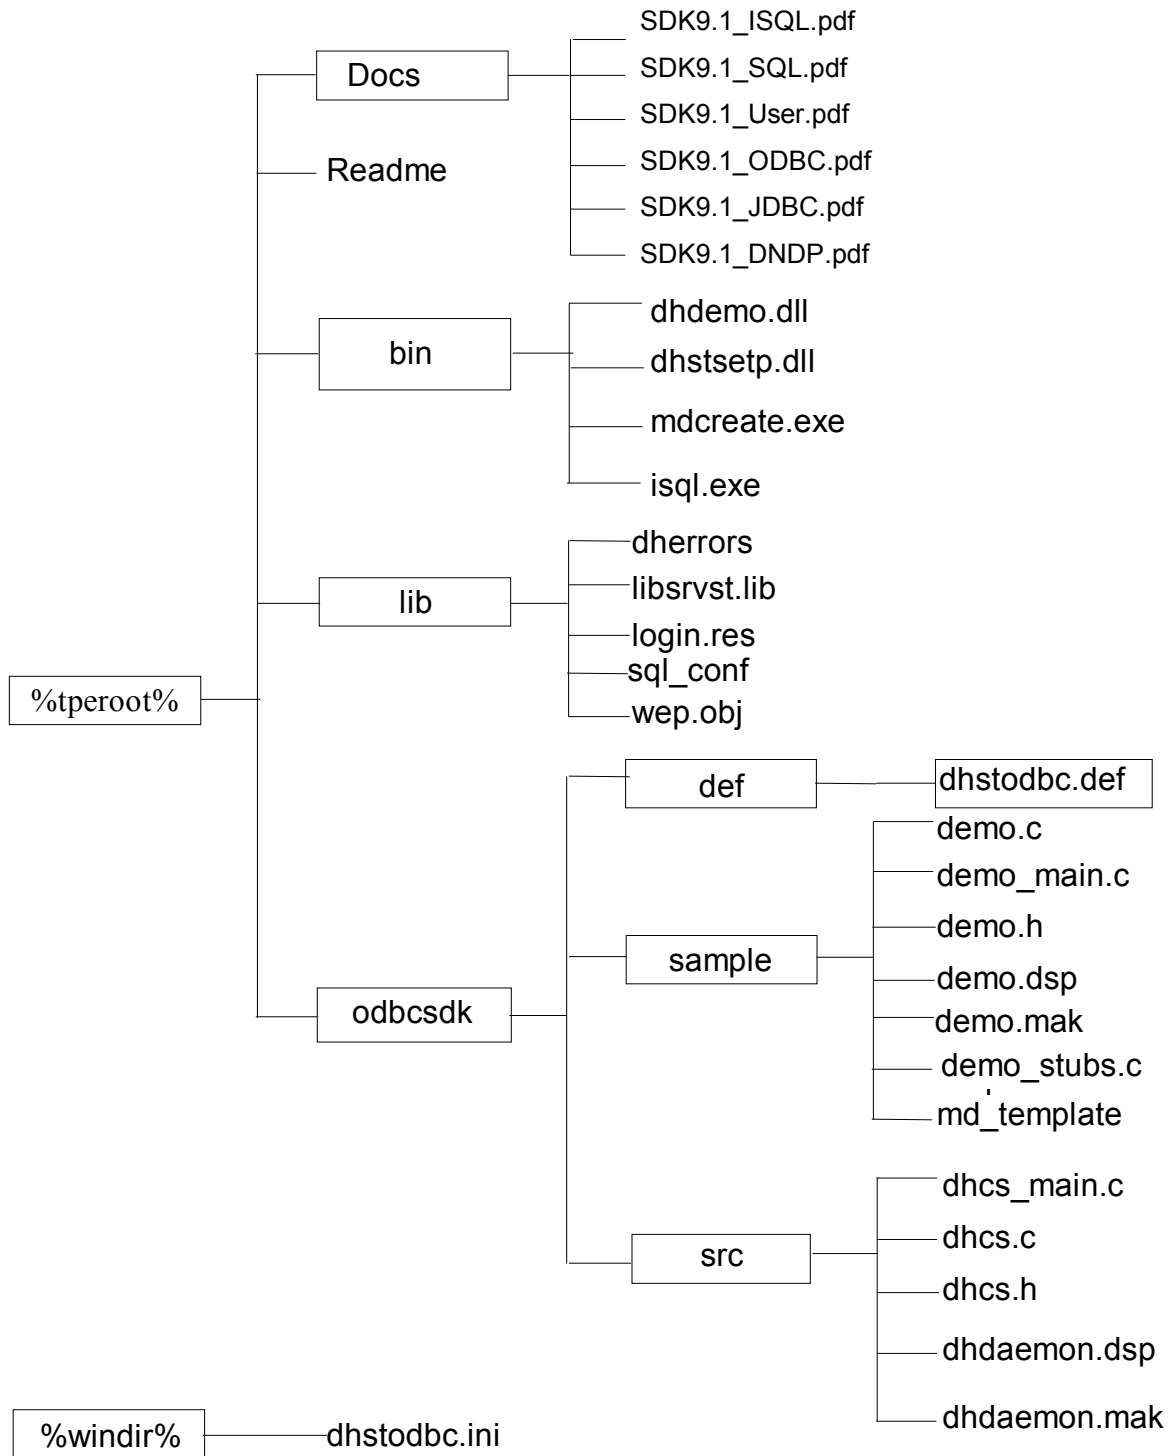 %tperoot%
Docs
SDK9.1_ISQL.pdf
SDK9.1_SQL.pdf
SDK9.1_User.pdf
SDK9.1_ODBC.pdf
SDK9.1_JDBC.pdf
SDK9.1_DNDP.pdf
Readme
bin
dhdemo.dll
dhstsetp.dll
mdcreate.exe
isql.exe
lib
dherrors
libsrvst.lib
login.res
sql_conf
wep.obj
odbcsdk
def
dhstodbc.def
sample
demo.c
demo_main.c
demo.h
demo.dsp
demo.mak
demo_stubs.c
md_template
src
dhcs_main.c
dhcs.c
dhcs.h
dhdaemon.dsp
dhdaemon.mak
%windir%
dhstodbc.ini